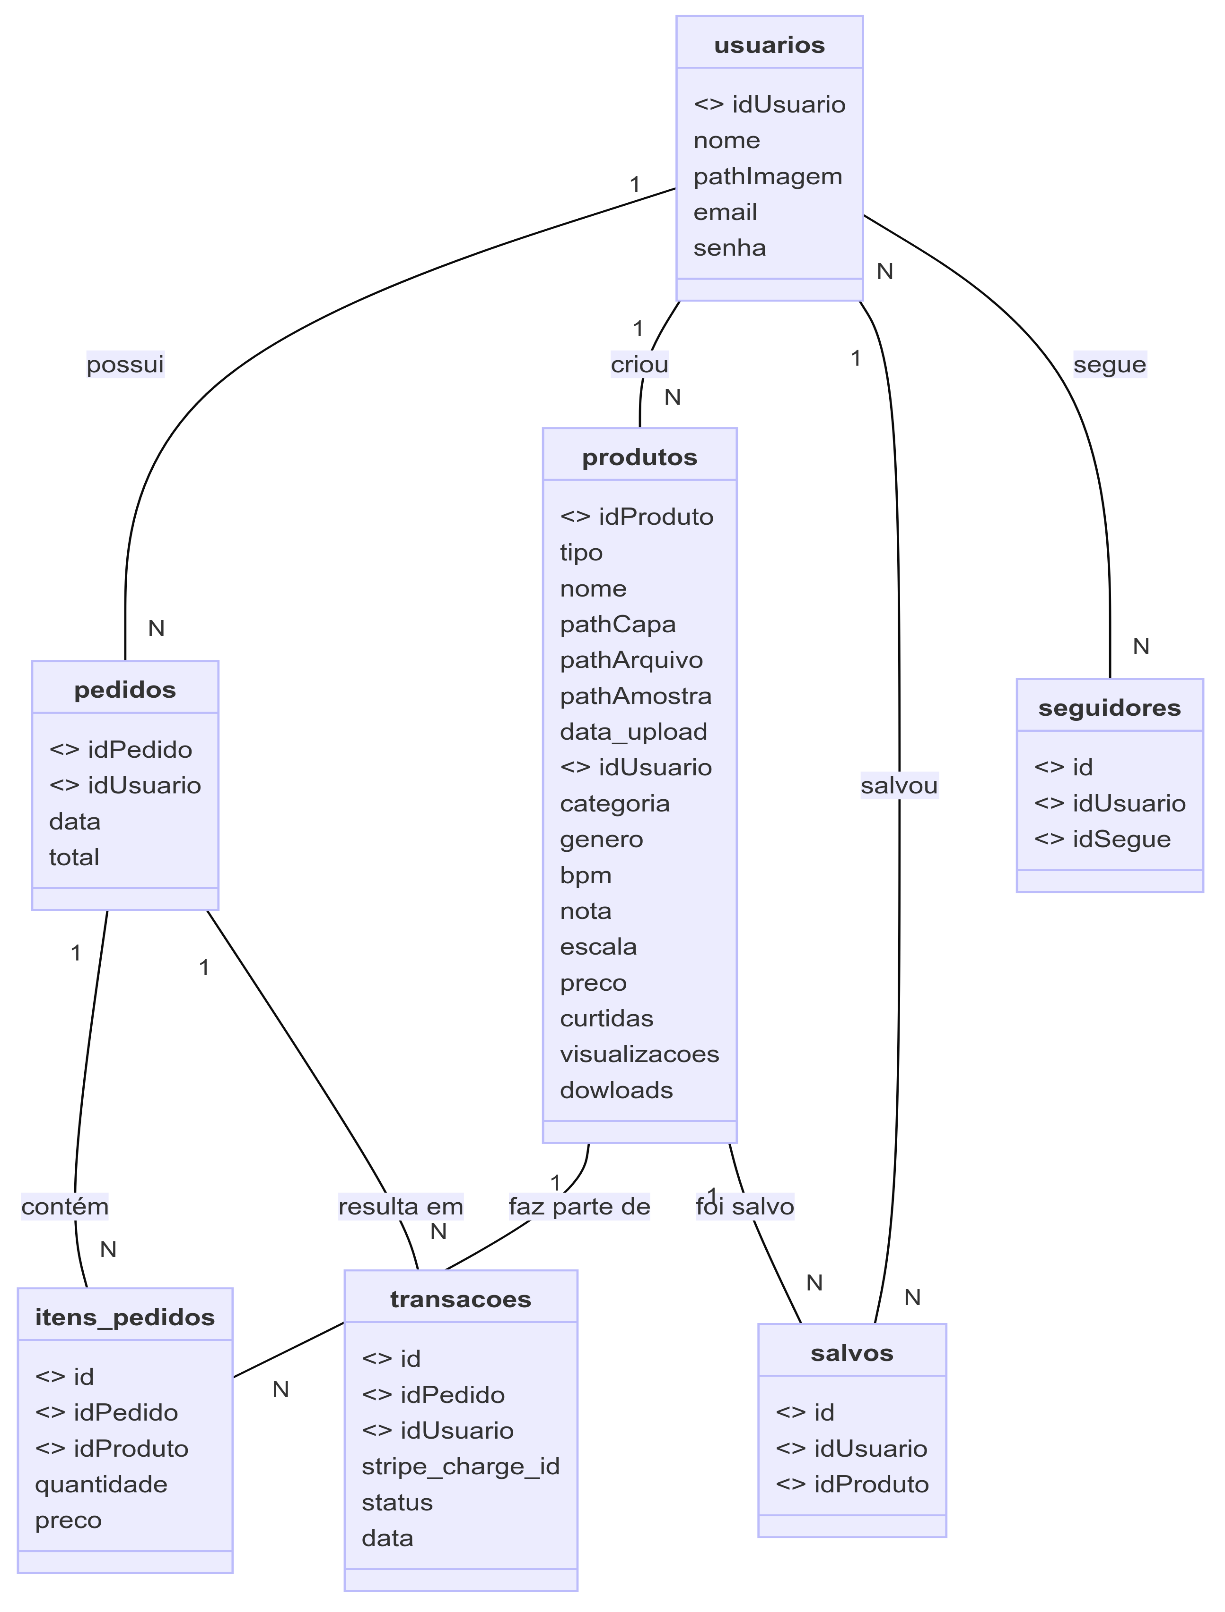 usuarios
<> idUsuario
nome
pathImagem
email
senha
1
N
1
1
possui
criou
segue
N
produtos
<> idProduto
tipo
nome
pathCapa
pathArquivo
pathAmostra
data_upload
<> idUsuario
categoria
genero
bpm
nota
escala
preco
curtidas
visualizacoes
dowloads
N
pedidos
<> idPedido
<> idUsuario
data
total
N
seguidores
<> id
<> idUsuario
<> idSegue
salvou
1
1
1
1
contém
resulta em
faz parte de
foi salvo
N
N
N
N
itens_pedidos
<> id
<> idPedido
<> idProduto
quantidade
preco
N
transacoes
<> id
<> idPedido
<> idUsuario
stripe_charge_id
status
data
salvos
<> id
<> idUsuario
<> idProduto